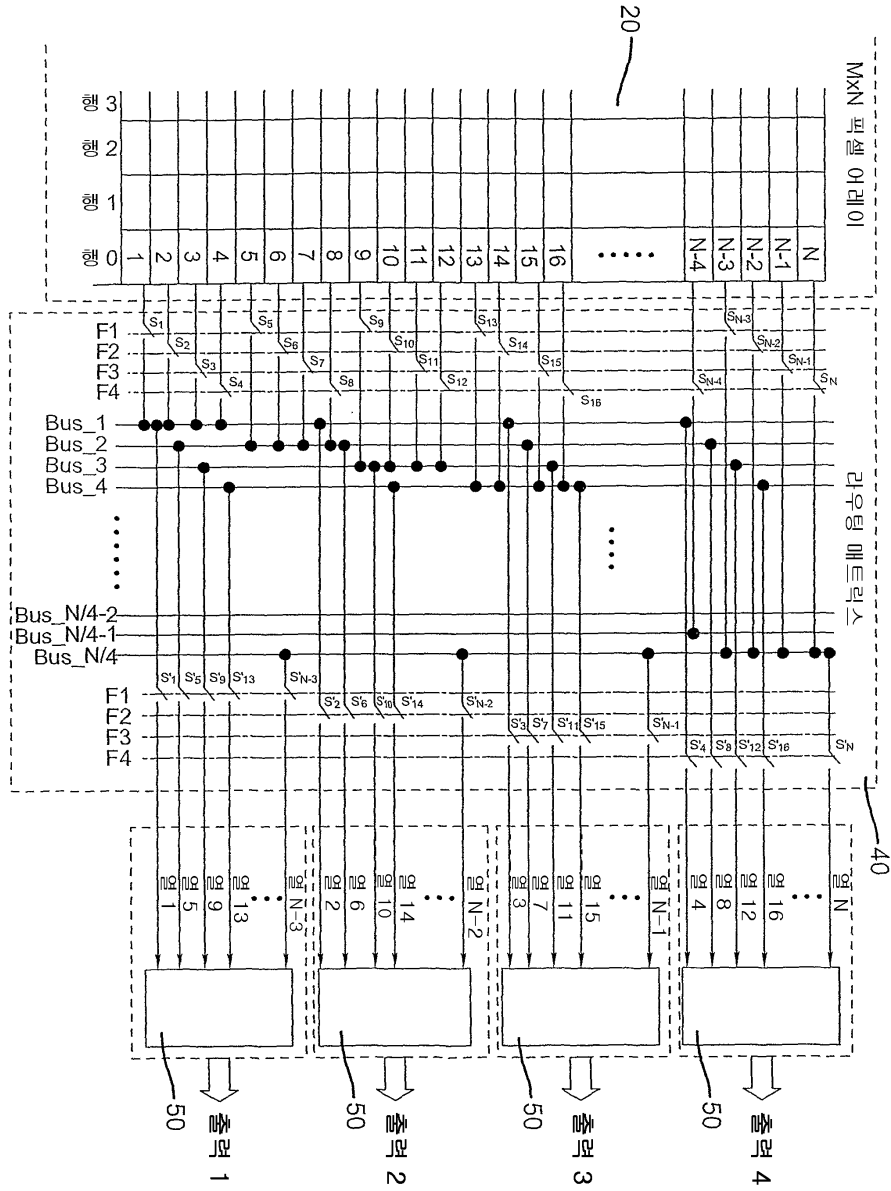 20
MxN 픽셀 어레이
행 3
행 2
행 1
행 0
1 2 3 4 5 6 7 8 9 10 11 12 13 14 15 16 ····· N-4 N-3 N-2 N-1 N
F1 S1 S5 S9 S13 SN-3
F2 S2 S6 S10 S14 SN-2
F3 S3 S7 S11 S15 SN-1
F4 S4 S8 S12 S16 SN-4 SN
Bus_1
Bus_2
Bus_3
Bus_4
라우팅 매트릭스
Bus_N/4-2
Bus_N/4-1
Bus_N/4
F1 S'1 S'5 S'9 S'13 S'N-3
F2 S'2 S'6 S'10 S'14 S'N-2
F3 S'3 S'7 S'11 S'15 S'N-1
F4 S'4 S'8 S'12 S'16 S'N
40
열 1 열 5 열 9 열 13 ··· 열 N-3
열 2 열 6 열 10 열 14 ··· 열 N-2
열 3 열 7 열 11 열 15 ··· 열 N-1
열 4 열 8 열 12 열 16 ··· 열 N
50 50 50 50
출력 1 출력 2 출력 3 출력 4